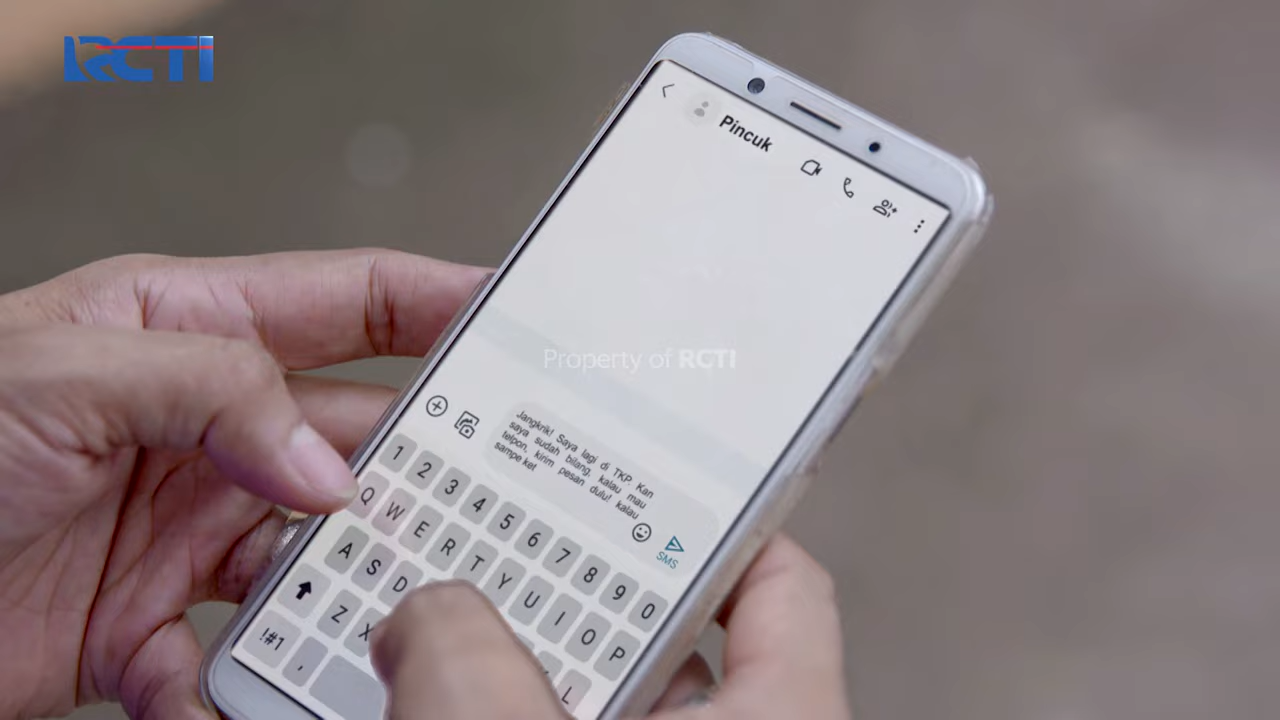 RCTI
Pincuk
Property of RCTI
Jangkrik! Saya lagi di TKP Kan
saya sudah bilang, kalau mau
telpon, kirim pesan dulu! kalau
sampe ket
SMS
1 2 3 4 5 6 7 8 9 0
Q W E R T Y U I O P
A S D L
Z X
!#1 ,